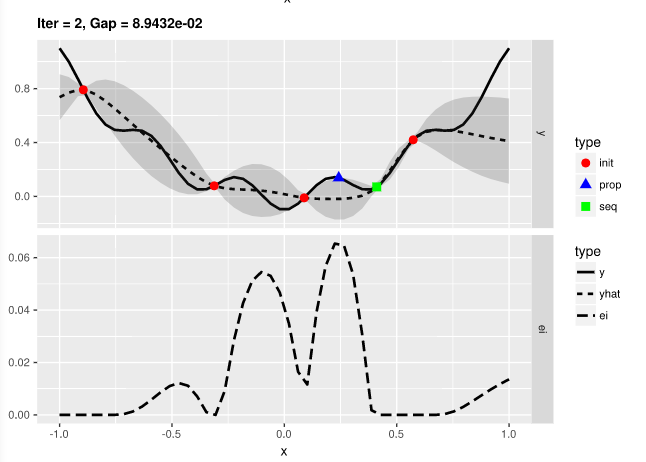 x
Iter = 2, Gap = 8.9432e-02
0.8
0.4
0.0
y
0.06
0.04
0.02
0.00
ei
-1.0 -0.5 0.0 0.5 1.0
x
type
init
prop
seq
type
y
yhat
ei